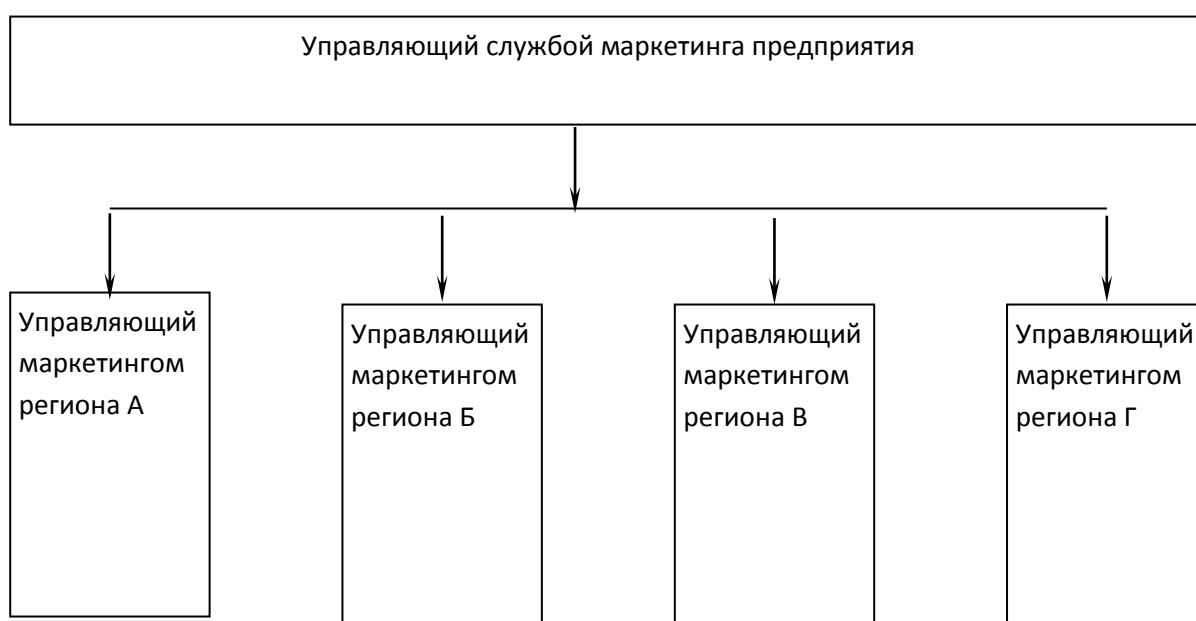 Управляющий службой маркетинга предприятия
Управляющий
маркетингом
региона А
Управляющий
маркетингом
региона Б
Управляющий
маркетингом
региона В
Управляющий
маркетингом
региона Г